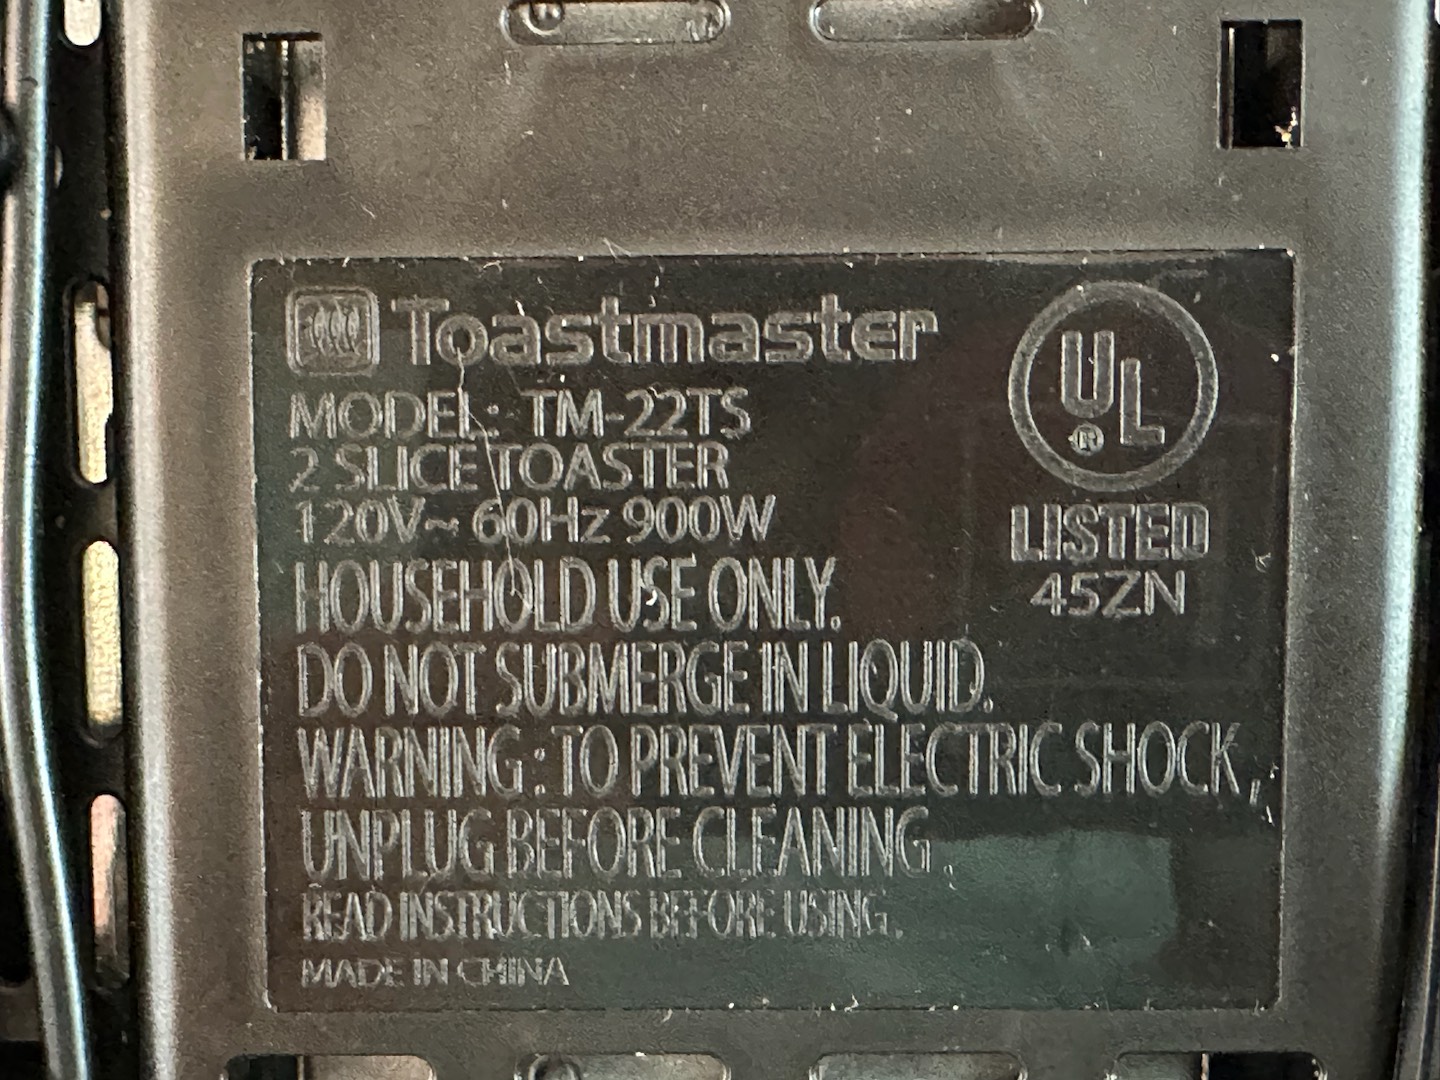 Toastmaster
MODEL: TM-22TS
2 SLICE TOASTER
120V~ 60Hz 900W
HOUSEHOLD USE ONLY.
DO NOT SUBMERGE IN LIQUID.
WARNING: TO PREVENT ELECTRIC SHOCK,
UNPLUG BEFORE CLEANING.
READ INSTRUCTIONS BEFORE USING.
MADE IN CHINA
UL ®
LISTED
45ZN